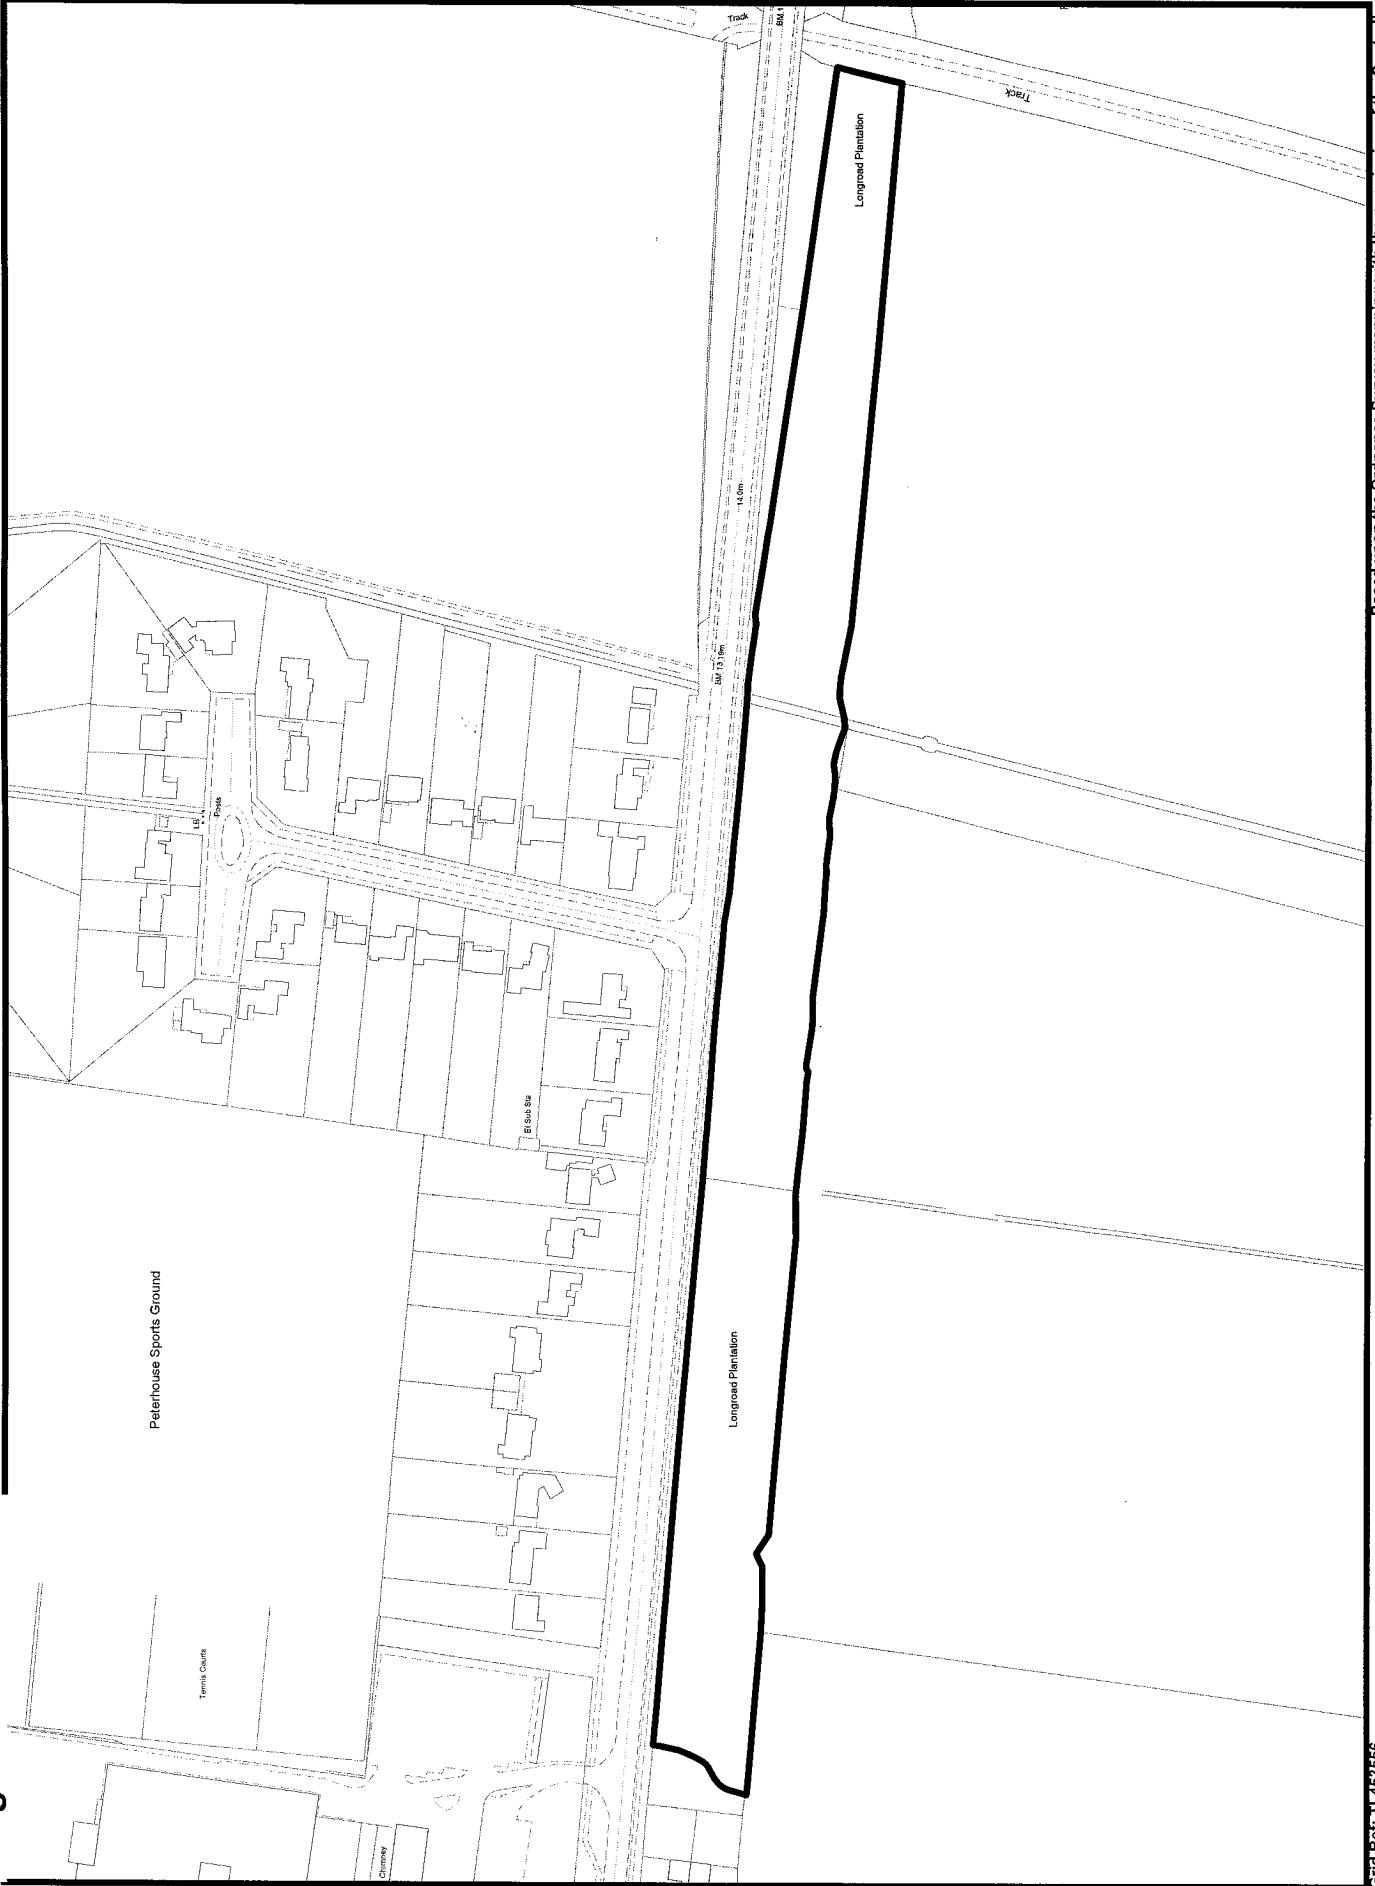 Track
BM 1
Track
Longroad Plantation
14.0m
BM 13.19m
LB
Posts
El Sub Sta
Peterhouse Sports Ground
Longroad Plantation
Tennis Courts
Chimney